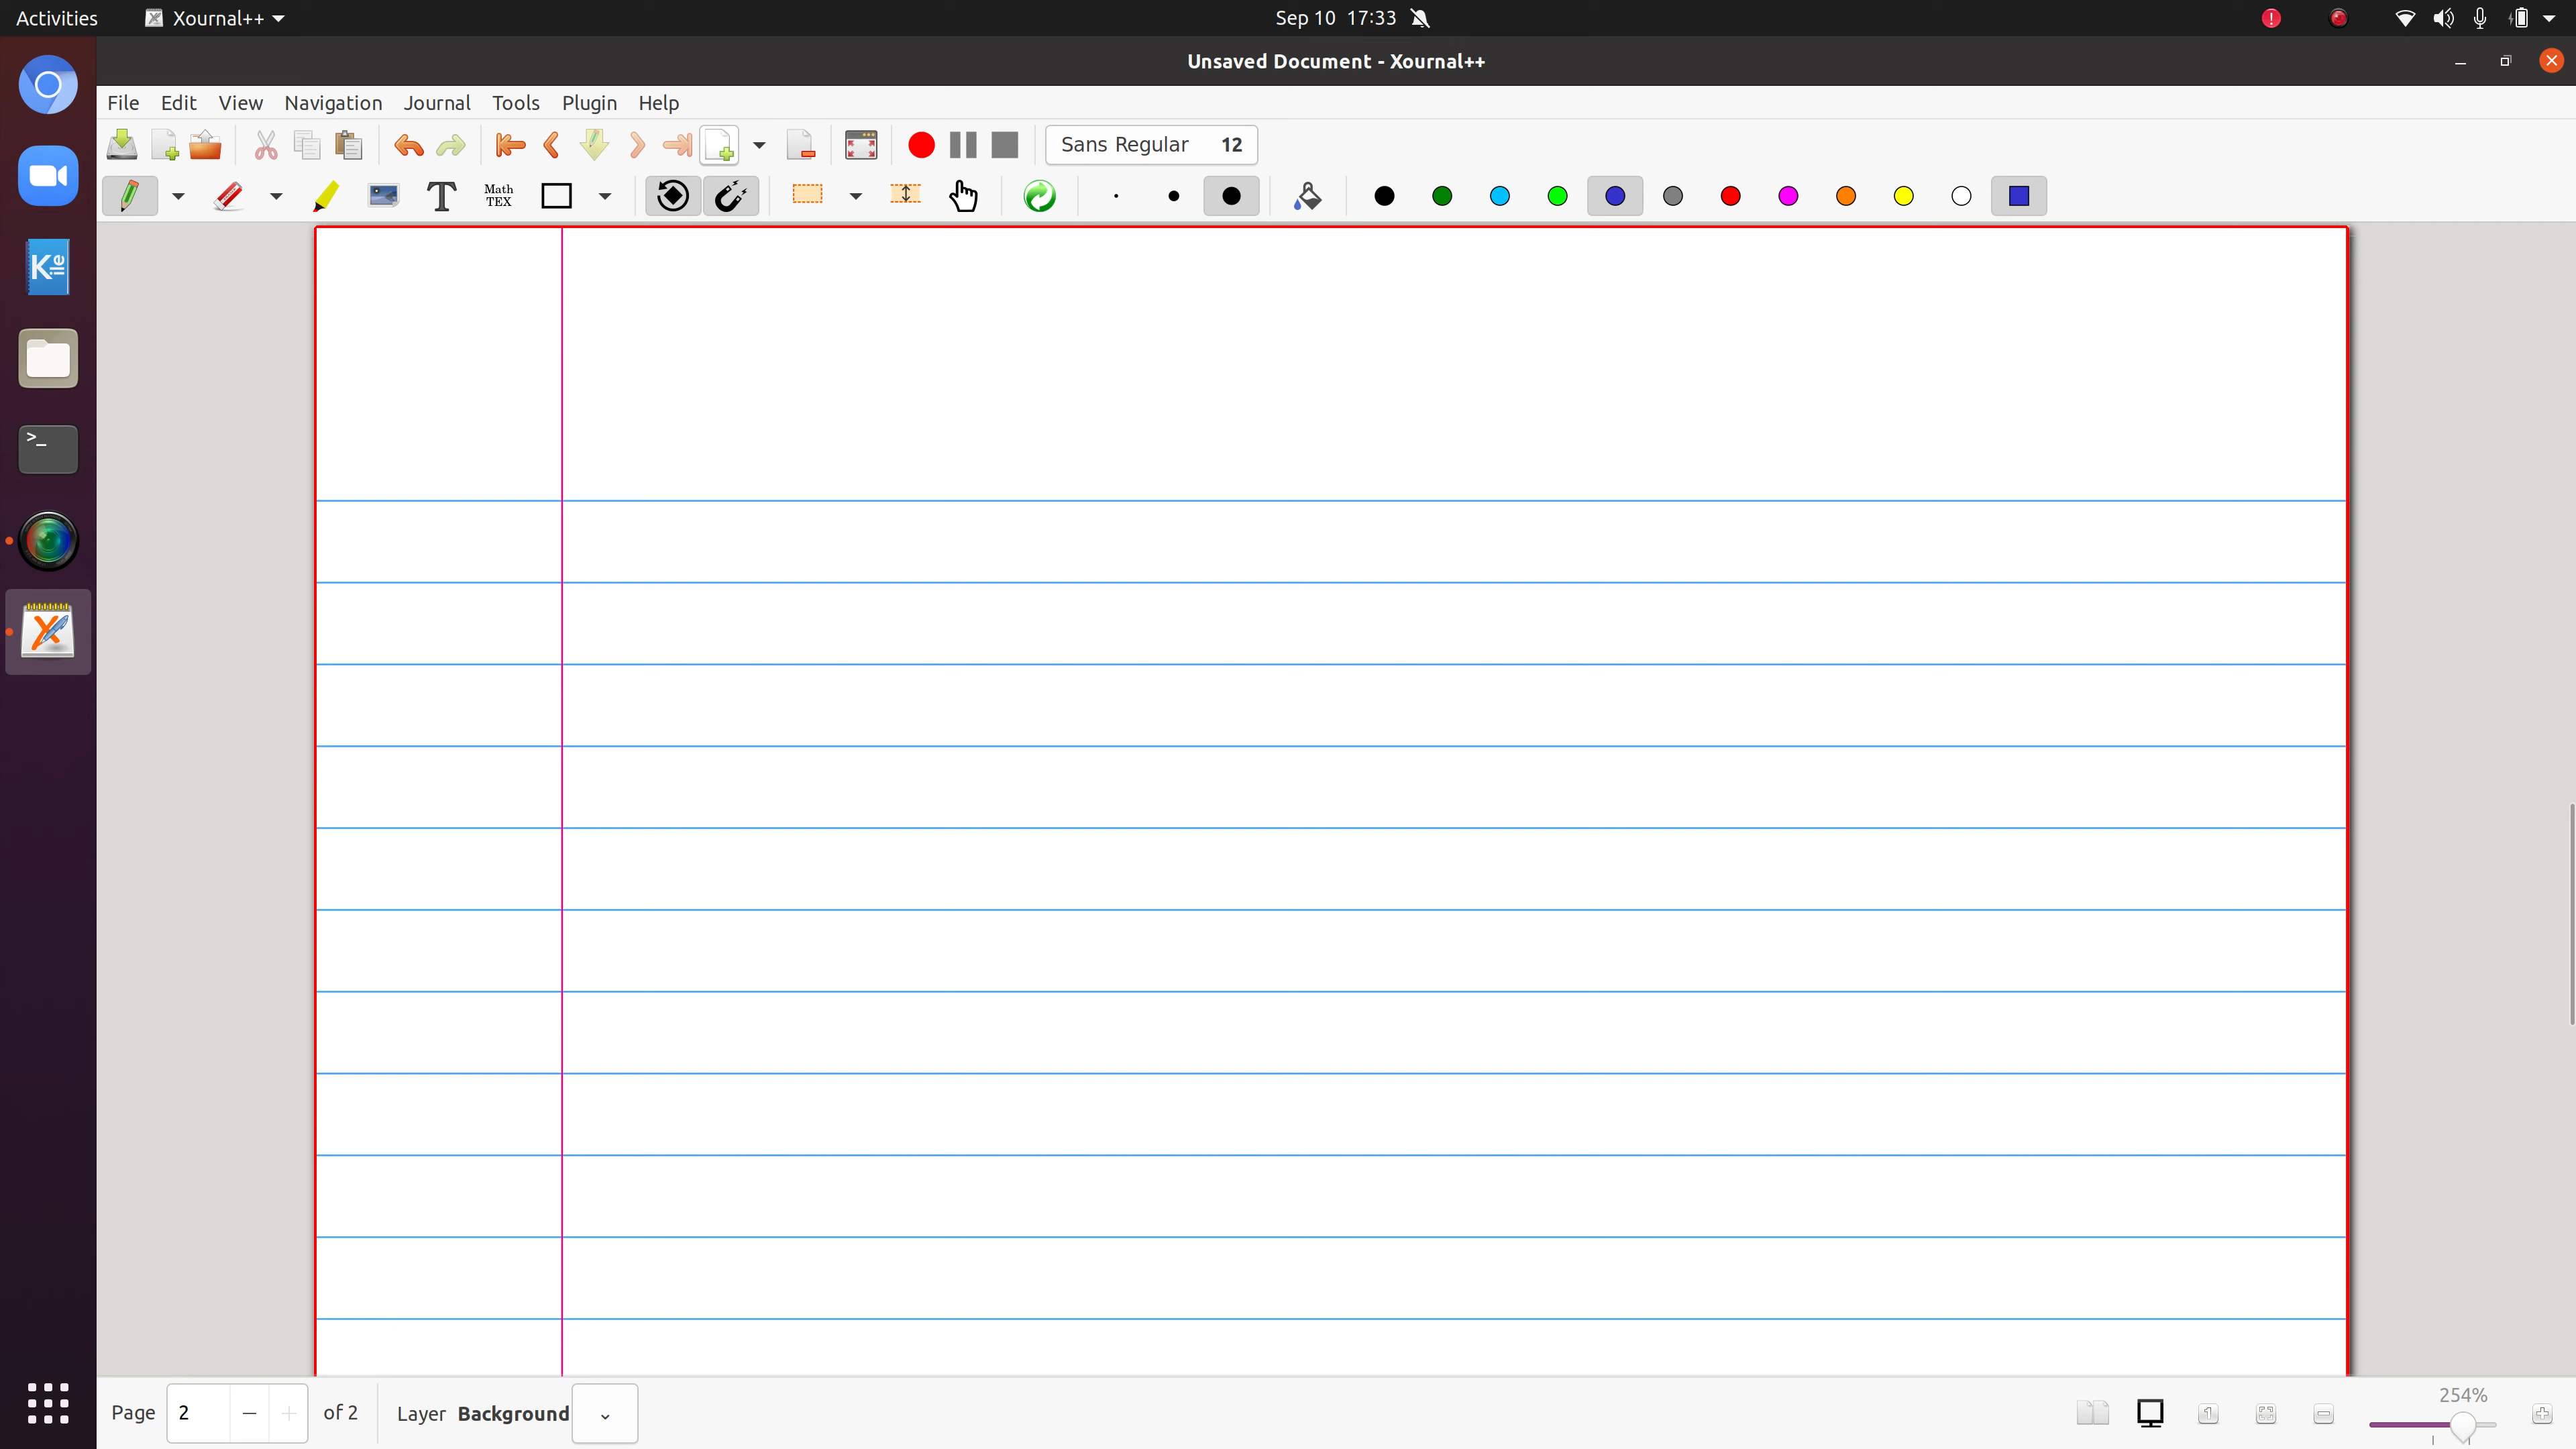 Activities Xournal++ Sep 10 17:33
Unsaved Document - Xournal++
File Edit View Navigation Journal Tools Plugin Help
Sans Regular 12
Math
TEX
Kile
>_
Page 2 of 2 Layer Background 254%